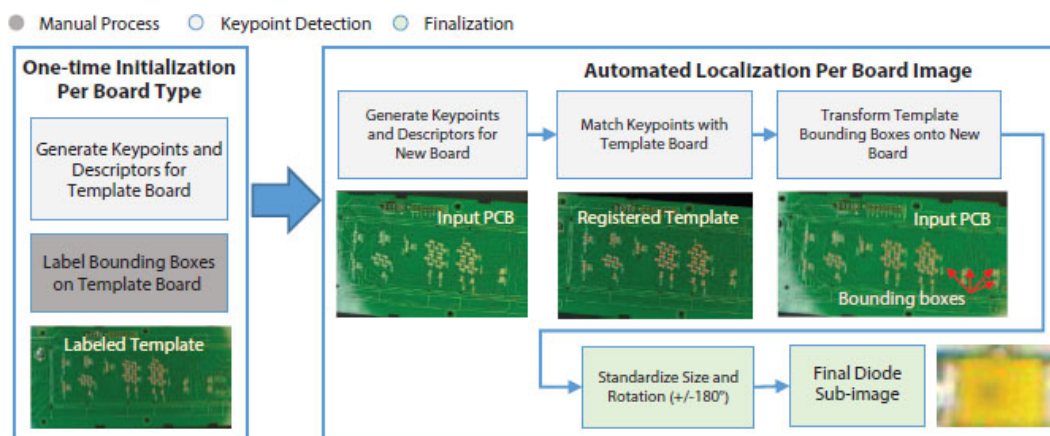 Manual Process
Keypoint Detection
Finalization
One-time Initialization
Per Board Type
Generate Keypoints and
Descriptors for
Template Board
Label Bounding Boxes
on Template Board
Labeled Template
Automated Localization Per Board Image
Generate Keypoints
and Descriptors for
New Board
Match Keypoints with
Template Board
Transform Template
Bounding Boxes onto New
Board
Input PCB
Registered Template
Input PCB
Bounding boxes
Standardize Size and
Rotation (+/-180°)
Final Diode
Sub-image